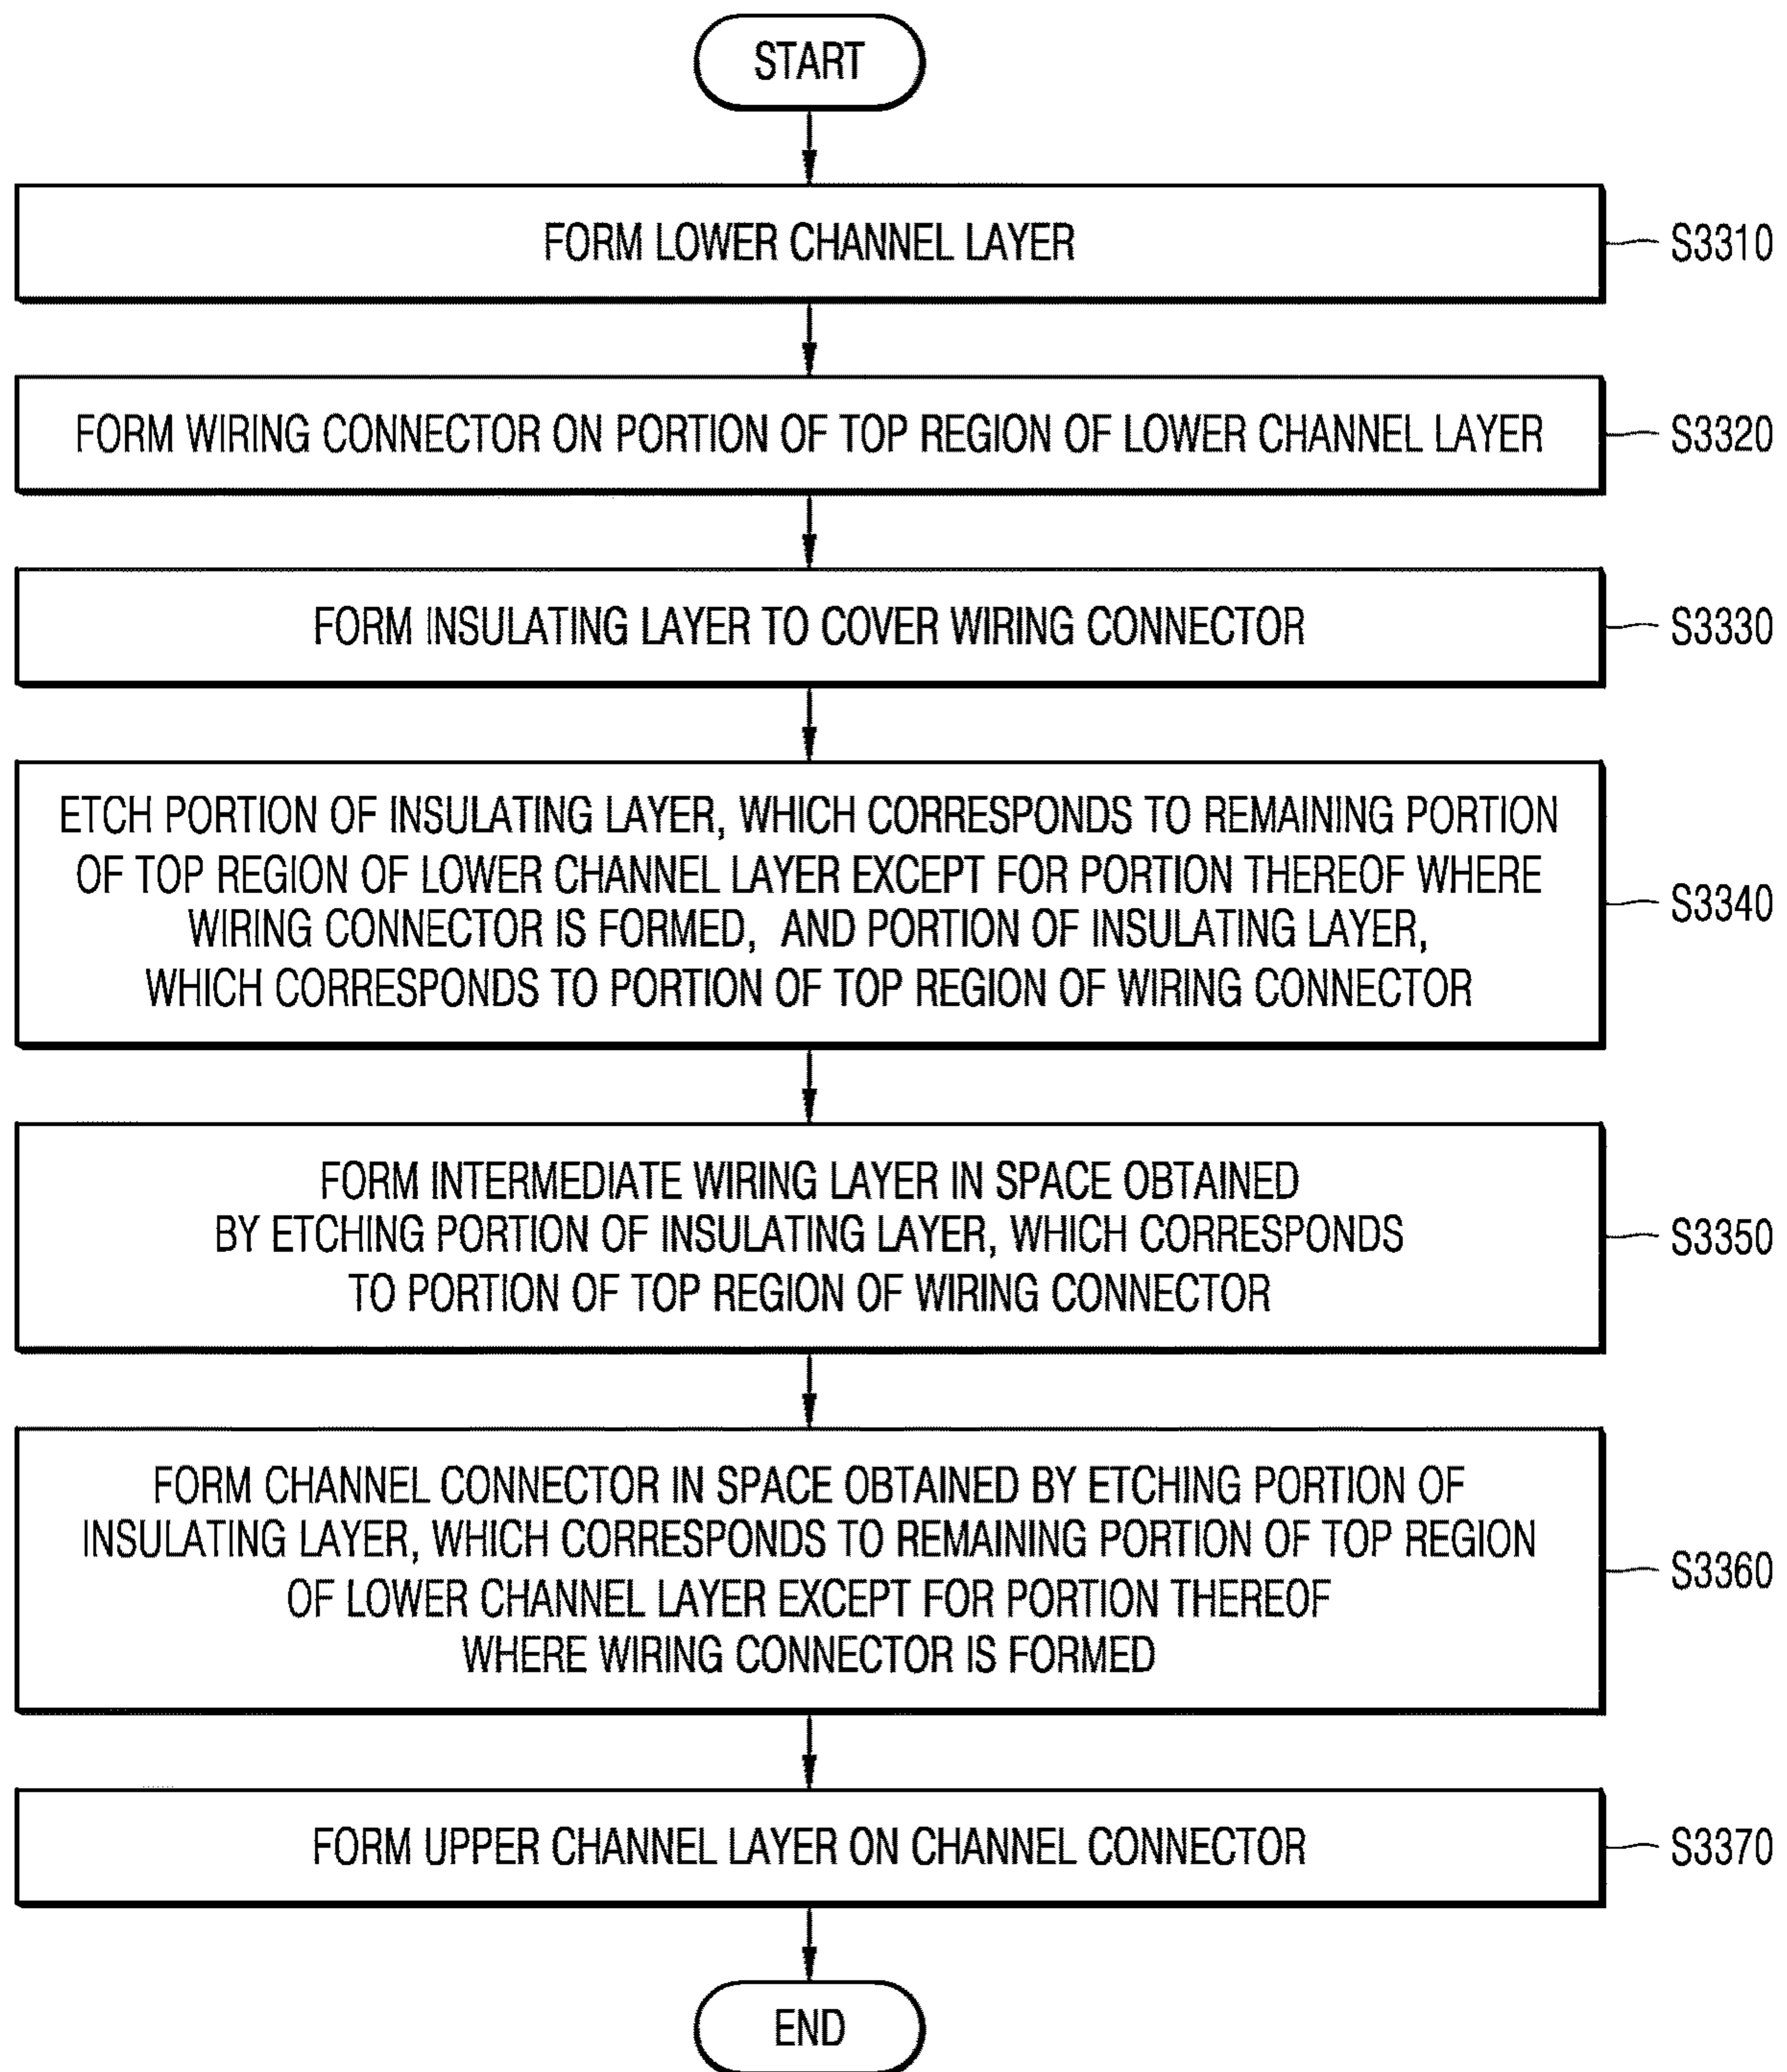 START
FORM LOWER CHANNEL LAYER
S3310
FORM WIRING CONNECTOR ON PORTION OF TOP REGION OF LOWER CHANNEL LAYER
S3320
FORM INSULATING LAYER TO COVER WIRING CONNECTOR
S3330
ETCH PORTION OF INSULATING LAYER, WHICH CORRESPONDS TO REMAINING PORTION
OF TOP REGION OF LOWER CHANNEL LAYER EXCEPT FOR PORTION THEREOF WHERE
WIRING CONNECTOR IS FORMED, AND PORTION OF INSULATING LAYER,
WHICH CORRESPONDS TO PORTION OF TOP REGION OF WIRING CONNECTOR
S3340
FORM INTERMEDIATE WIRING LAYER IN SPACE OBTAINED
BY ETCHING PORTION OF INSULATING LAYER, WHICH CORRESPONDS
TO PORTION OF TOP REGION OF WIRING CONNECTOR
S3350
FORM CHANNEL CONNECTOR IN SPACE OBTAINED BY ETCHING PORTION OF
INSULATING LAYER, WHICH CORRESPONDS TO REMAINING PORTION OF TOP REGION
OF LOWER CHANNEL LAYER EXCEPT FOR PORTION THEREOF
WHERE WIRING CONNECTOR IS FORMED
S3360
FORM UPPER CHANNEL LAYER ON CHANNEL CONNECTOR
S3370
END